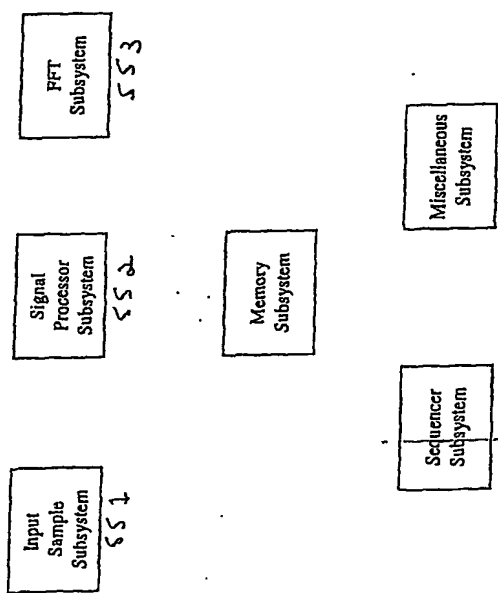 Input
Sample
Subsystem
551
Signal
Processor
Subsystem
552
FFT
Subsystem
553
Memory
Subsystem
Sequencer
Subsystem
Miscellaneous
Subsystem